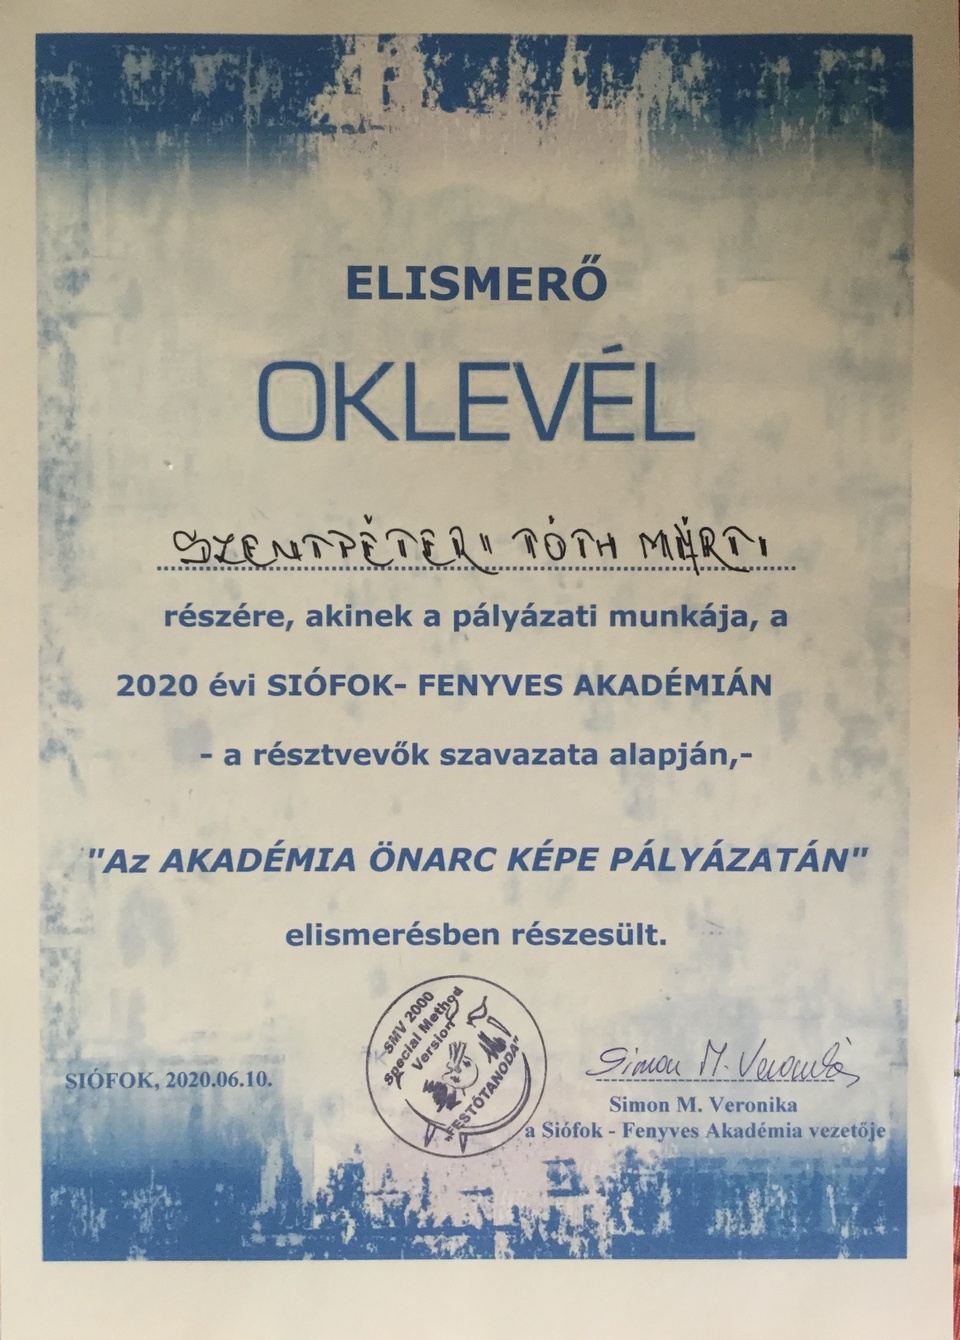 ELISMERŐ
OKLEVÉL
SZENTPÉTERI TÓTH MÁRTI
részére, akinek a pályázati munkája, a
2020 évi SIÓFOK- FENYVES AKADÉMIÁN
- a résztvevők szavazata alapján,-
"Az AKADÉMIA ÖNARC KÉPE PÁLYÁZATÁN"
elismerésben részesült.
SMV 2000
Special Method
Version
„FESTŐTANODA"
SIÓFOK, 2020.06.10.
Simon M. Veronika
Simon M. Veronika
a Siófok - Fenyves Akadémia vezetője